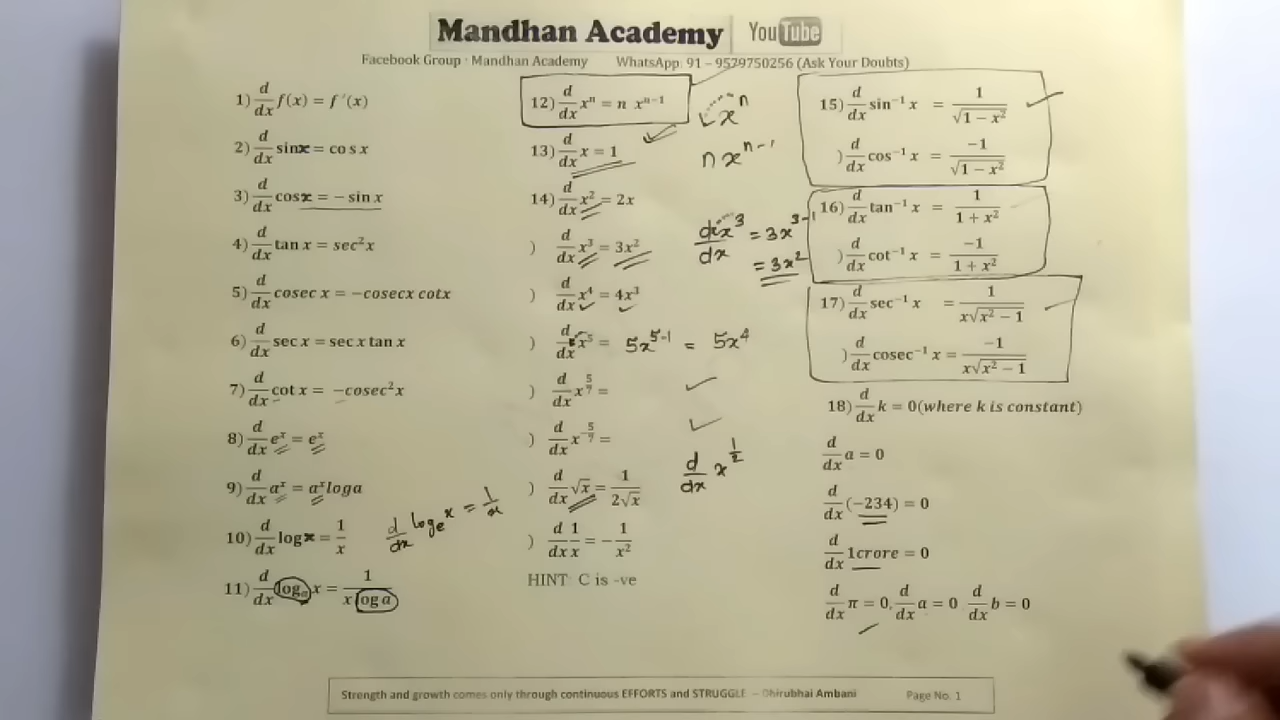 Mandhan Academy YouTube
Facebook Group · Mandhan Academy WhatsApp: 91 – 9579750256 (Ask Your Doubts)
1) d/dx f(x) = f ′(x)
2) d/dx sinx = cos x
3) d/dx cosx = − sin x
4) d/dx tan x = sec²x
5) d/dx cosec x = −cosecx cotx
6) d/dx sec x = sec x tan x
7) d/dx cot x = −cosec²x
8) d/dx eˣ = eˣ
9) d/dx aˣ = aˣ loga
10) d/dx logx = 1/x
d/dx logₑx = 1/x
11) d/dx logₐx = 1/(x log a)
12) d/dx xⁿ = n xⁿ⁻¹
xⁿ
nxⁿ⁻¹
13) d/dx x = 1
14) d/dx x² = 2x
) d/dx x³ = 3x²
dx³/dx = 3x³⁻¹
= 3x²
) d/dx x⁴ = 4x³
) d/dx x⁵ = 5x⁵⁻¹ = 5x⁴
) d/dx x^(5/7) =
) d/dx x^(−5/7) =
) d/dx √x = 1/(2√x)
d/dx x^(1/2)
) d/dx 1/x = − 1/x²
HINT: C is -ve
15) d/dx sin⁻¹ x = 1/√(1 − x²)
) d/dx cos⁻¹ x = −1/√(1 − x²)
16) d/dx tan⁻¹ x = 1/(1 + x²)
) d/dx cot⁻¹ x = −1/(1 + x²)
17) d/dx sec⁻¹ x = 1/(x√(x² − 1))
) d/dx cosec⁻¹ x = −1/(x√(x² − 1))
18) d/dx k = 0(where k is constant)
d/dx a = 0
d/dx (−234) = 0
d/dx 1crore = 0
d/dx π = 0, d/dx a = 0 d/dx b = 0
Strength and growth comes only through continuous EFFORTS and STRUGGLE – Dhirubhai Ambani Page No. 1